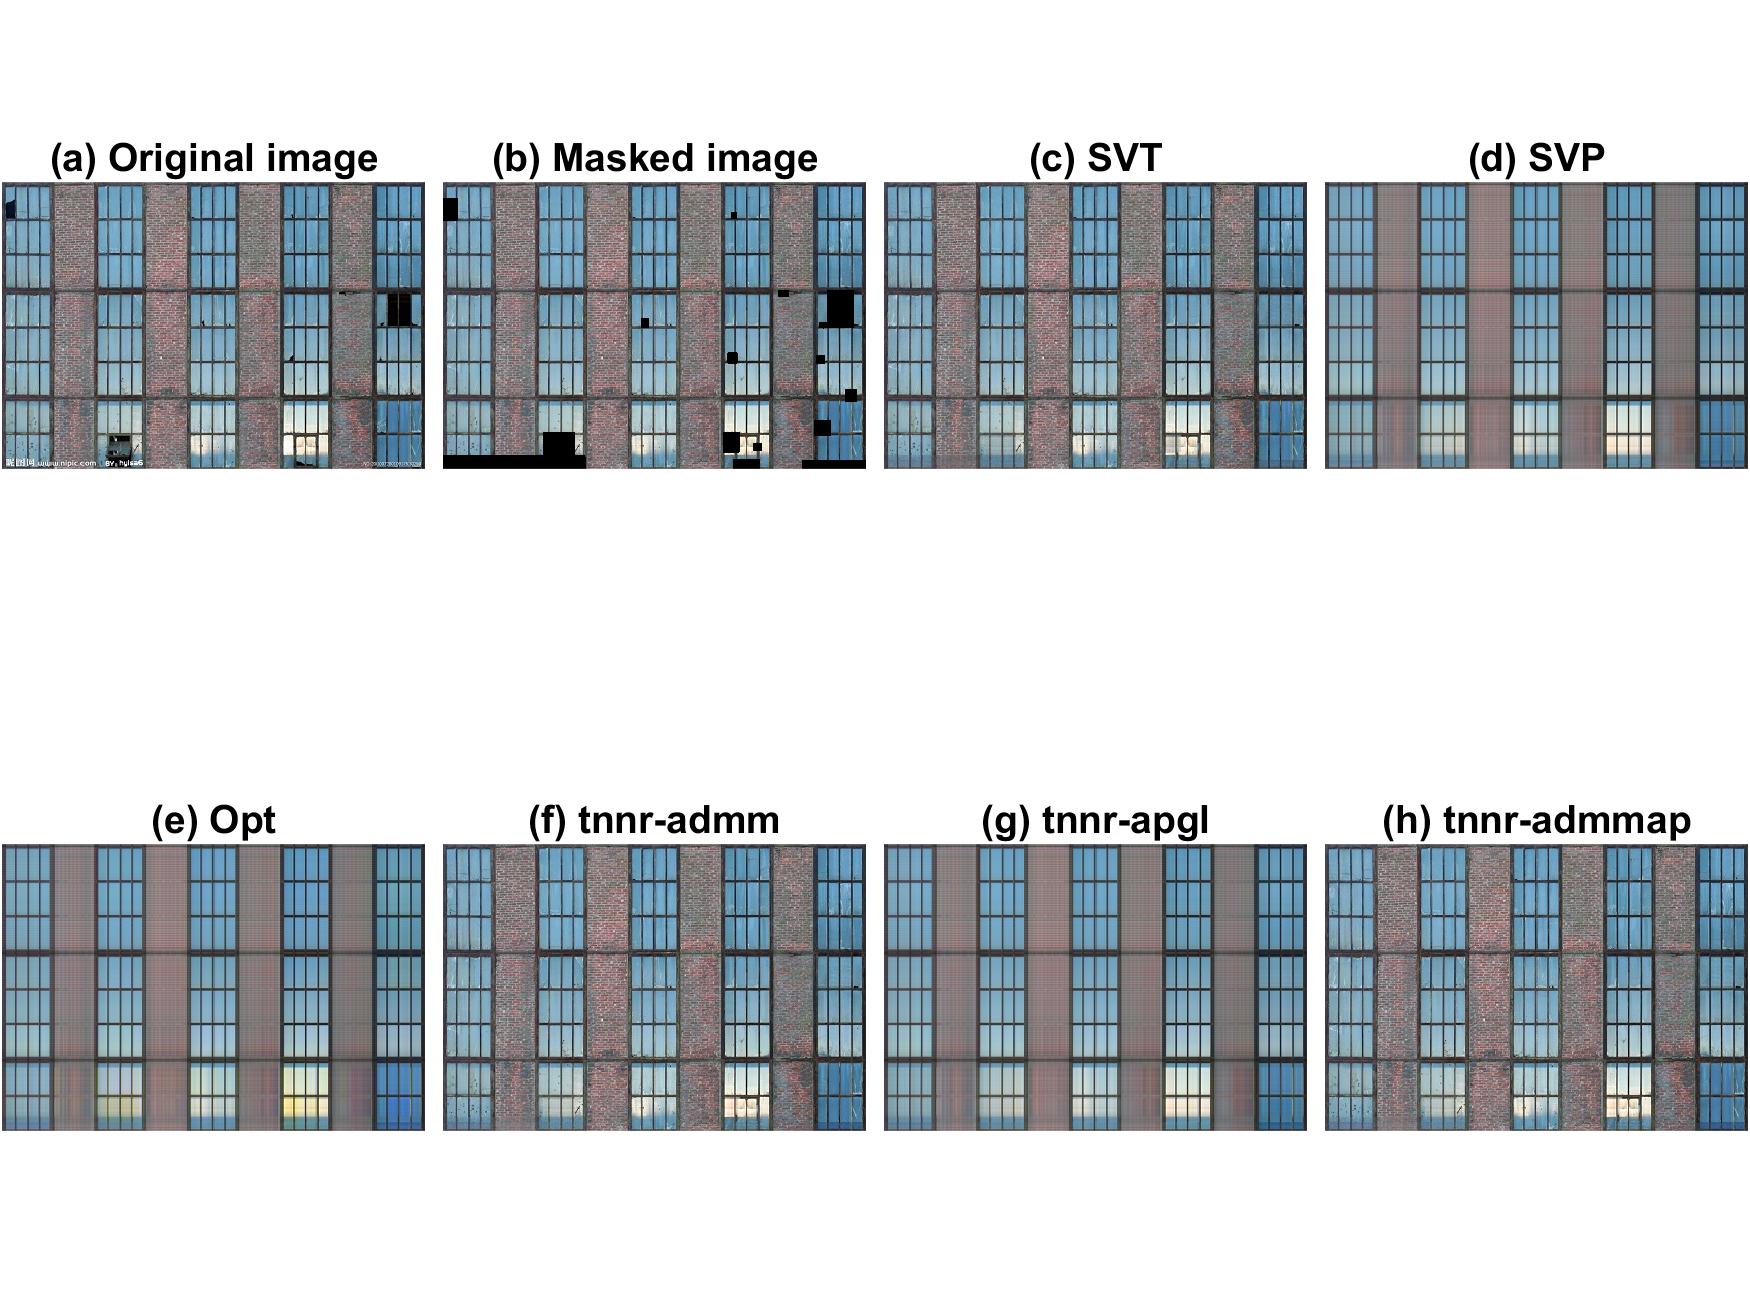 (a) Original image
(b) Masked image
(c) SVT
(d) SVP
昵图网 www.nipic.com
BY: hylsa6
(e) Opt
(f) tnnr-admm
(g) tnnr-apgl
(h) tnnr-admmap